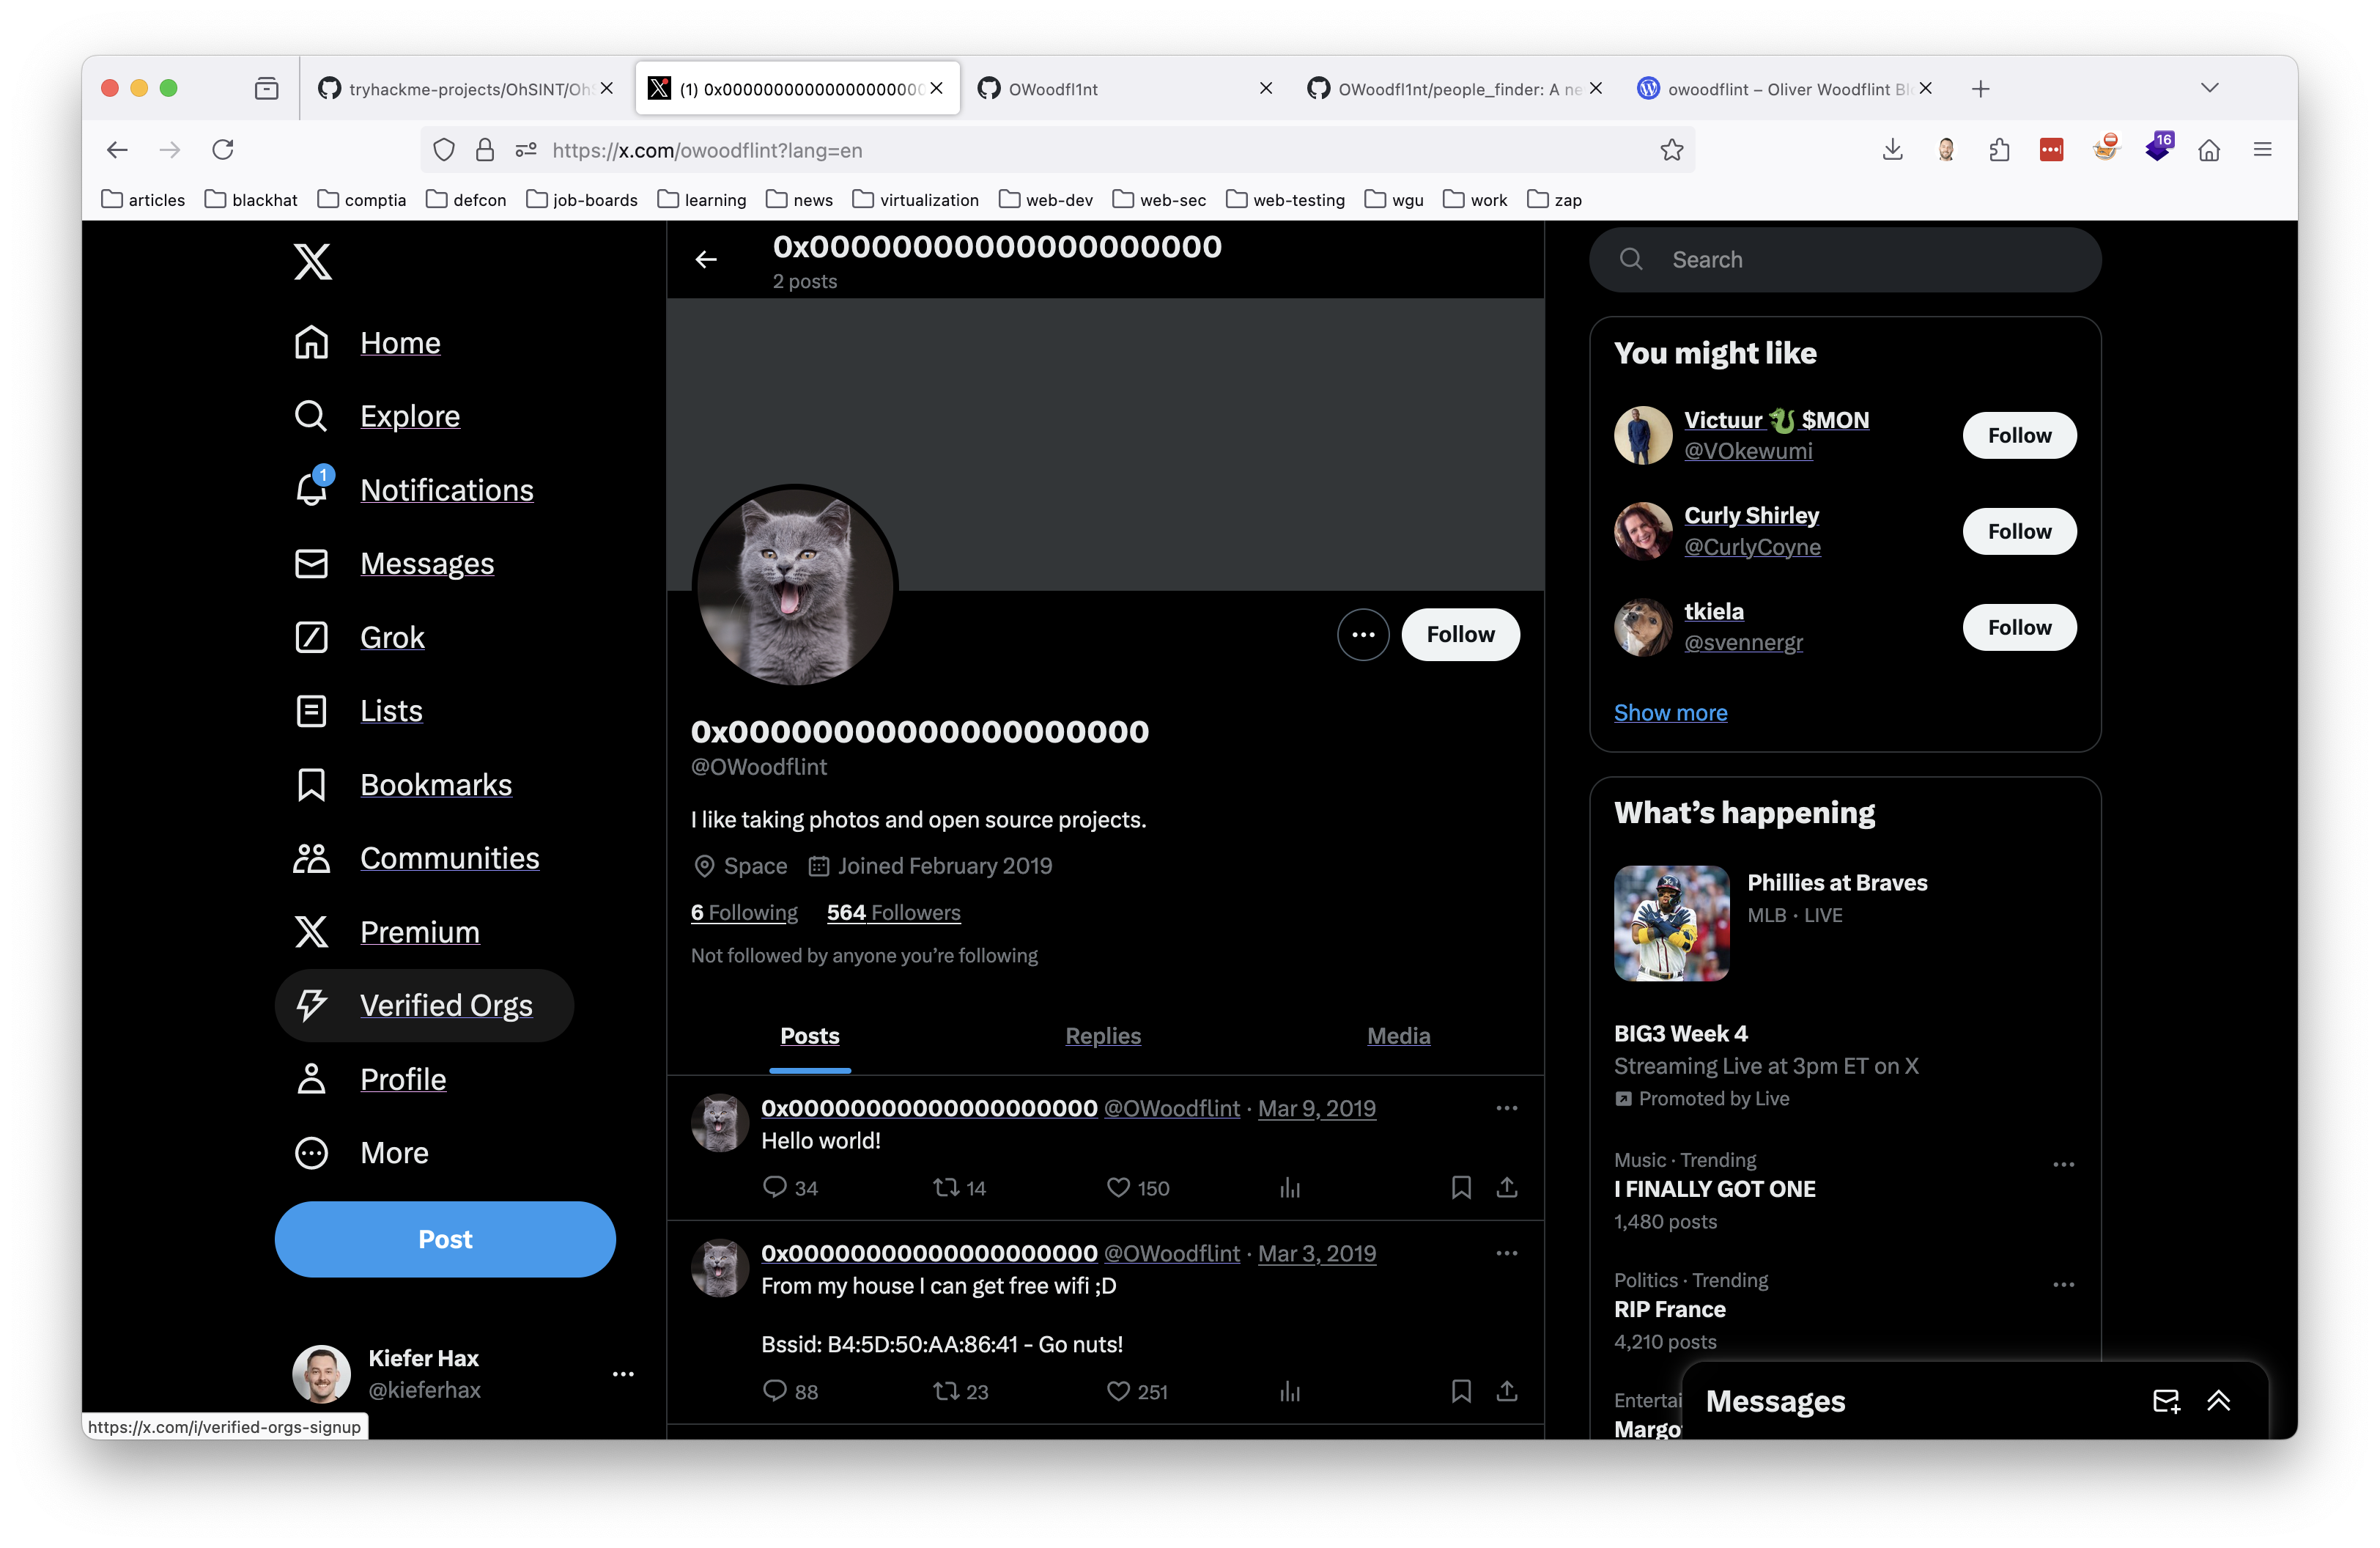 tryhackme-projects/OhSINT/Oh
(1) 0x00000000000000000000
OWoodfl1nt
OWoodfl1nt/people_finder: A ne
owoodflint – Oliver Woodflint Bl
https://x.com/owoodflint?lang=en
16
articles
blackhat
comptia
defcon
job-boards
learning
news
virtualization
web-dev
web-sec
web-testing
wgu
work
zap
Home
Explore
1
Notifications
Messages
Grok
Lists
Bookmarks
Communities
Premium
Verified Orgs
Profile
More
Post
Kiefer Hax
@kieferhax
https://x.com/i/verified-orgs-signup
0x00000000000000000000
2 posts
Follow
0x00000000000000000000
@OWoodflint
I like taking photos and open source projects.
Space Joined February 2019
6 Following 564 Followers
Not followed by anyone you’re following
Posts Replies Media
0x00000000000000000000 @OWoodflint · Mar 9, 2019
Hello world!
34 14 150
0x00000000000000000000 @OWoodflint · Mar 3, 2019
From my house I can get free wifi ;D
Bssid: B4:5D:50:AA:86:41 - Go nuts!
88 23 251
Search
You might like
Victuur $MON
@VOkewumi
Follow
Curly Shirley
@CurlyCoyne
Follow
tkiela
@svennergr
Follow
Show more
What’s happening
Phillies at Braves
MLB · LIVE
BIG3 Week 4
Streaming Live at 3pm ET on X
Promoted by Live
Music · Trending
I FINALLY GOT ONE
1,480 posts
Politics · Trending
RIP France
4,210 posts
Entertai
Margo
Messages